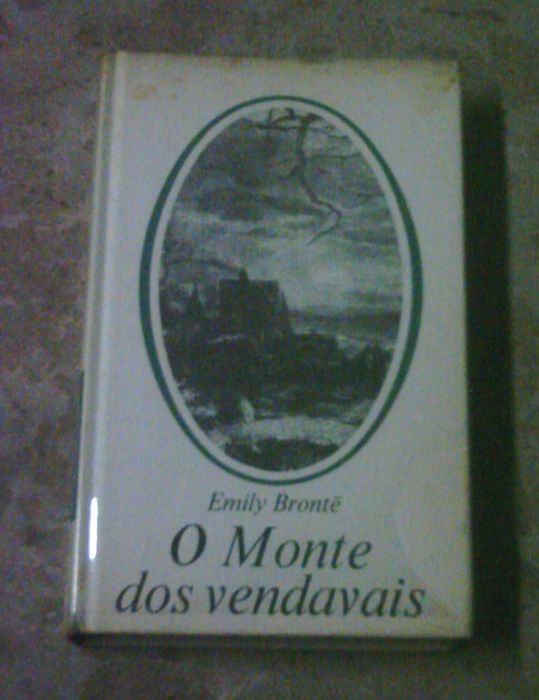 Emily Brontë
O Monte
dos vendavais